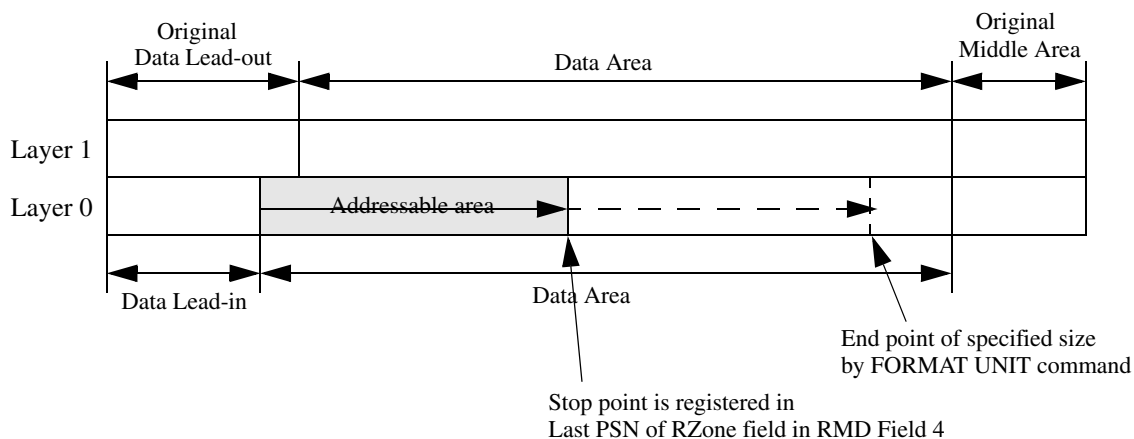 Original
Data Lead-out
Data Area
Original
Middle Area
Layer 1
Layer 0
Addressable area
Data Lead-in
Data Area
End point of specified size
by FORMAT UNIT command
Stop point is registered in
Last PSN of RZone field in RMD Field 4